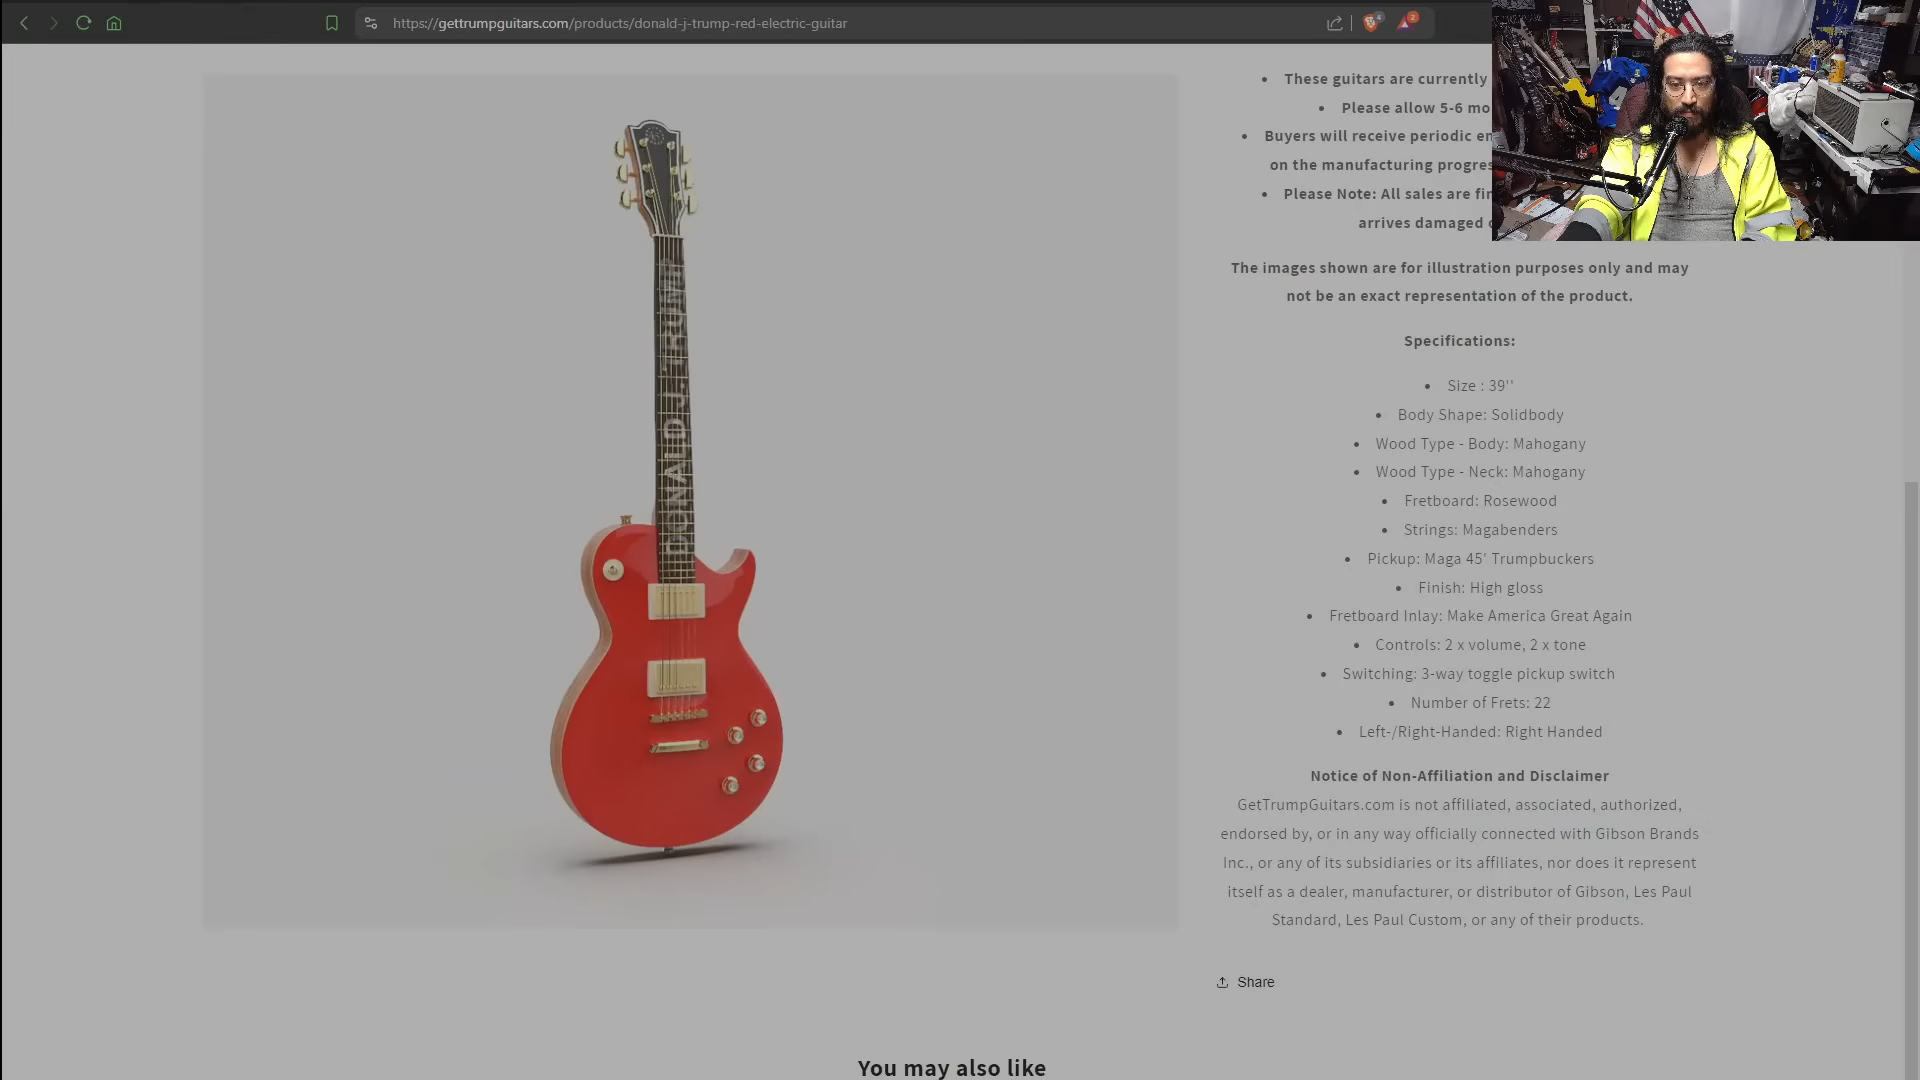 https://gettrumpguitars.com/products/donald-j-trump-red-electric-guitar
4
2
These guitars are currently
Please allow 5-6 mo
Buyers will receive periodic em
on the manufacturing progres
Please Note: All sales are fin
arrives damaged
The images shown are for illustration purposes only and may
not be an exact representation of the product.
Specifications:
Size : 39''
Body Shape: Solidbody
Wood Type - Body: Mahogany
Wood Type - Neck: Mahogany
Fretboard: Rosewood
Strings: Magabenders
Pickup: Maga 45' Trumpbuckers
Finish: High gloss
Fretboard Inlay: Make America Great Again
Controls: 2 x volume, 2 x tone
Switching: 3-way toggle pickup switch
Number of Frets: 22
Left-/Right-Handed: Right Handed
Notice of Non-Affiliation and Disclaimer
GetTrumpGuitars.com is not affiliated, associated, authorized,
endorsed by, or in any way officially connected with Gibson Brands
Inc., or any of its subsidiaries or its affiliates, nor does it represent
itself as a dealer, manufacturer, or distributor of Gibson, Les Paul
Standard, Les Paul Custom, or any of their products.
Share
You may also like
DONALD J. TRUMP